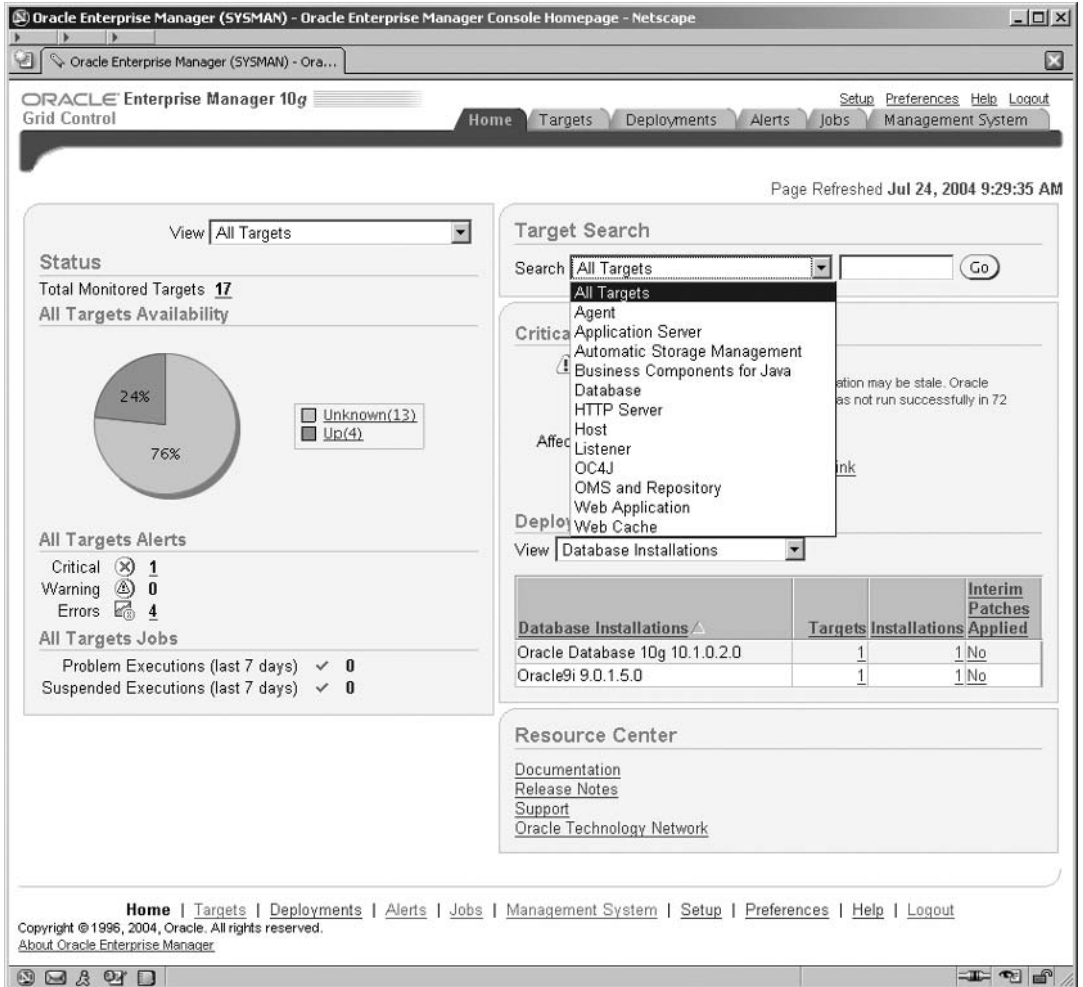 Oracle Enterprise Manager (SYSMAN) - Oracle Enterprise Manager Console Homepage - Netscape
Oracle Enterprise Manager (SYSMAN) - Ora...
ORACLE Enterprise Manager 10g
Grid Control
Setup Preferences Help Logout
Home Targets Deployments Alerts Jobs Management System
Page Refreshed Jul 24, 2004 9:29:35 AM
View All Targets
Status
Total Monitored Targets 17
All Targets Availability
24%
76%
Unknown(13)
Up(4)
All Targets Alerts
Critical 1
Warning 0
Errors 4
All Targets Jobs
Problem Executions (last 7 days) 0
Suspended Executions (last 7 days) 0
Target Search
Search All Targets Go
All Targets
Agent
Application Server
Automatic Storage Management
Business Components for Java
Database
HTTP Server
Host
Listener
OC4J
OMS and Repository
Web Application
Web Cache
Critica
ation may be stale. Oracle
as not run successfully in 72
Affec
ink
Deploy
View Database Installations
Database Installations Targets Installations Interim Patches Applied
Oracle Database 10g 10.1.0.2.0 1 1 No
Oracle9i 9.0.1.5.0 1 1 No
Resource Center
Documentation
Release Notes
Support
Oracle Technology Network
Home | Targets | Deployments | Alerts | Jobs | Management System | Setup | Preferences | Help | Logout
Copyright © 1996, 2004, Oracle. All rights reserved.
About Oracle Enterprise Manager